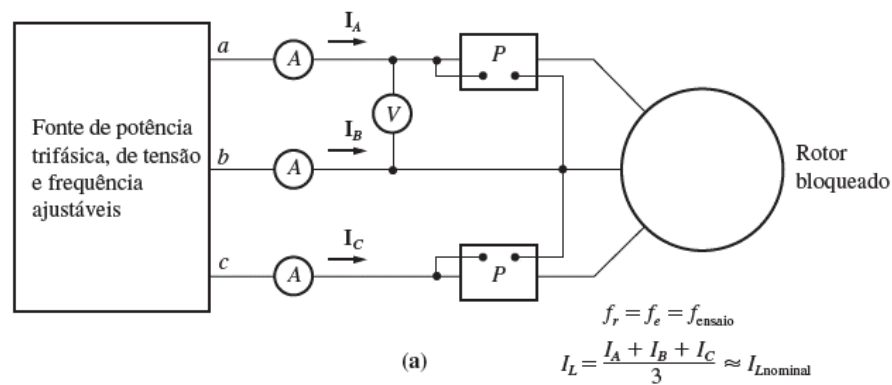 a
A
I_A
P
V
Fonte de potência
trifásica, de tensão
e frequência
ajustáveis
b
A
I_B
Rotor
bloqueado
c
A
I_C
P
f_r = f_e = f_ensaio
(a)
I_L = \frac{I_A + I_B + I_C}{3} ≈ I_Lnominal